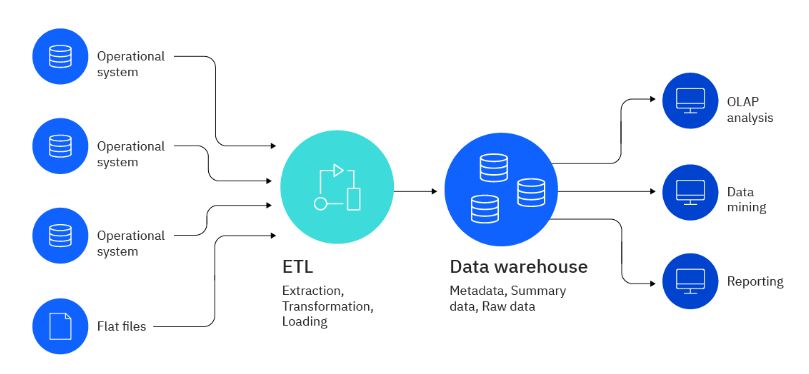 Operational
system
Operational
system
Operational
system
Flat files
ETL
Extraction,
Transformation,
Loading
Data warehouse
Metadata, Summary
data, Raw data
OLAP
analysis
Data
mining
Reporting